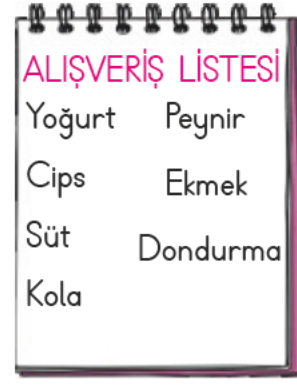 ALIŞVERİŞ LİSTESİ
Yoğurt
Cips
Süt
Kola
Peynir
Ekmek
Dondurma